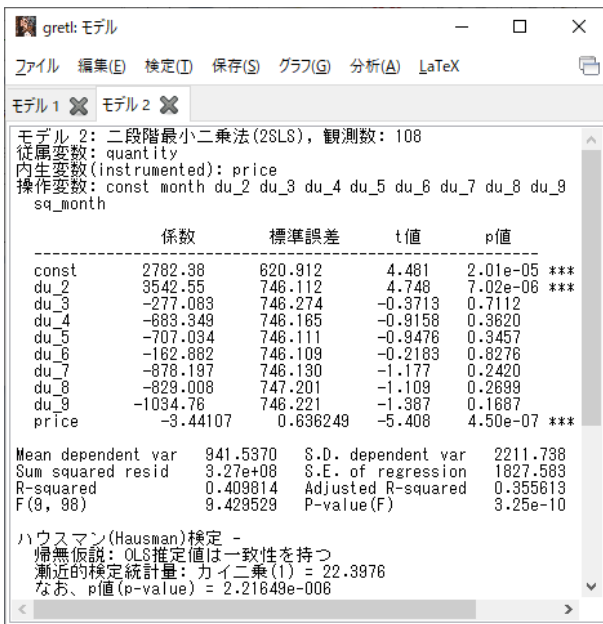 gretl: モデル
ファイル 編集(E) 検定(T) 保存(S) グラフ(G) 分析(A) LaTeX
モデル 1 モデル 2
モデル 2: 二段階最小二乗法(2SLS), 観測数: 108
従属変数: quantity
内生変数(instrumented): price
操作変数: const month du_2 du_3 du_4 du_5 du_6 du_7 du_8 du_9
sq_month
係数 標準誤差 t値 p値
const 2782.38 620.912 4.481 2.01e-05 ***
du_2 3542.55 746.112 4.748 7.02e-06 ***
du_3 −277.083 746.274 −0.3713 0.7112
du_4 −683.349 746.165 −0.9158 0.3620
du_5 −707.034 746.111 −0.9476 0.3457
du_6 −162.882 746.109 −0.2183 0.8276
du_7 −878.197 746.130 −1.177 0.2420
du_8 −829.008 747.201 −1.109 0.2699
du_9 −1034.76 746.221 −1.387 0.1687
price −3.44107 0.636249 −5.408 4.50e-07 ***
Mean dependent var 941.5370 S.D. dependent var 2211.738
Sum squared resid 3.27e+08 S.E. of regression 1827.583
R-squared 0.409814 Adjusted R-squared 0.355613
F(9, 98) 9.429529 P-value(F) 3.25e-10
ハウスマン(Hausman)検定 -
帰無仮説: OLS推定値は一致性を持つ
漸近的検定統計量: カイ二乗(1) = 22.3976
なお、p値(p-value) = 2.21649e-006